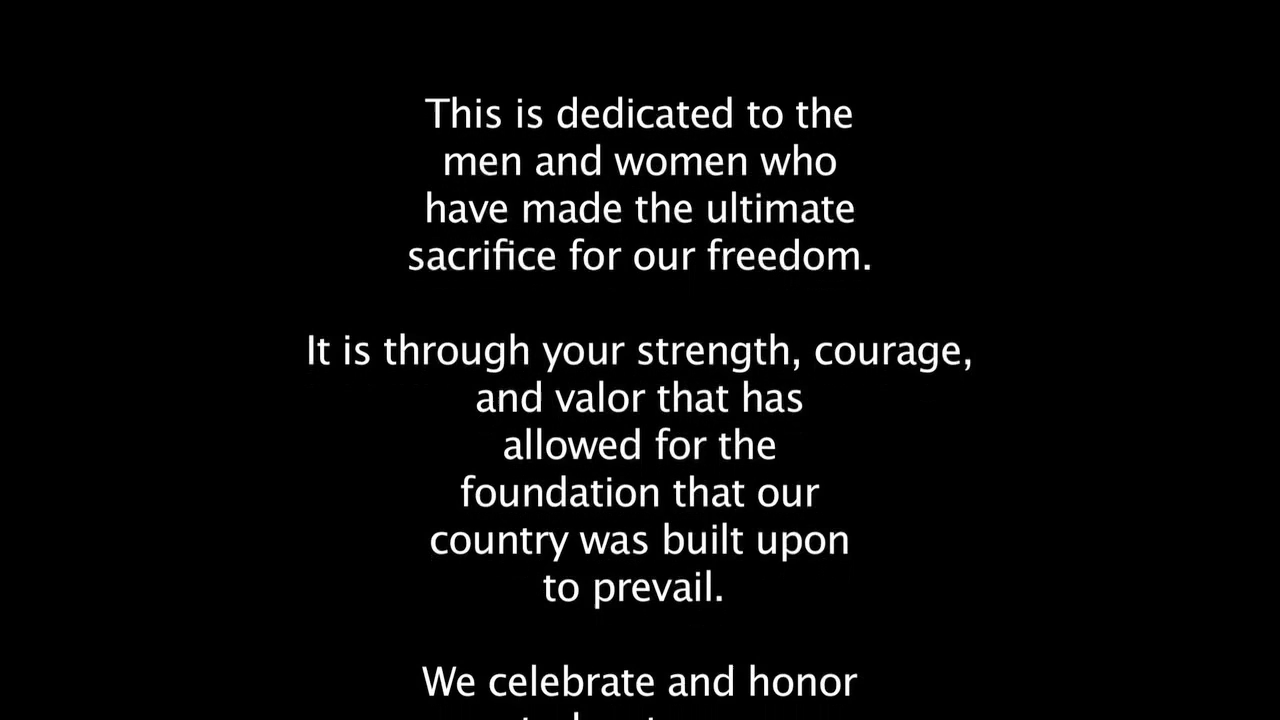 This is dedicated to the
men and women who
have made the ultimate
sacrifice for our freedom.
It is through your strength, courage,
and valor that has
allowed for the
foundation that our
country was built upon
to prevail.
We celebrate and honor